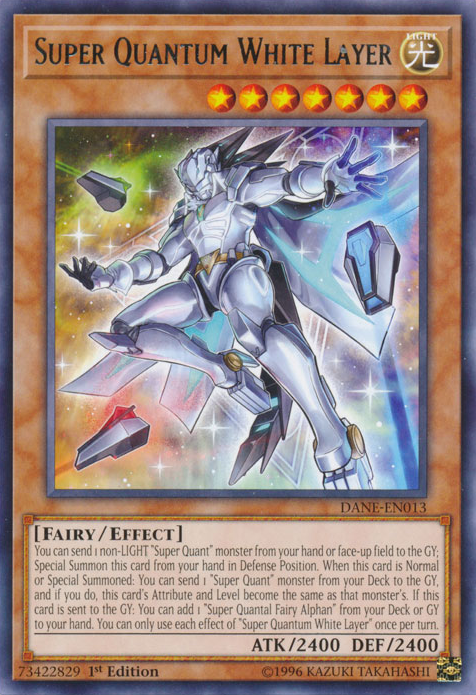 SUPER QUANTUM WHITE LAYER
LIGHT
光
DANE-EN013
[FAIRY/EFFECT]
You can send 1 non-LIGHT "Super Quant" monster from your hand or face-up field to the GY;
Special Summon this card from your hand in Defense Position. When this card is Normal
or Special Summoned: You can send 1 "Super Quant" monster from your Deck to the GY,
and if you do, this card's Attribute and Level become the same as that monster's. If this
card is sent to the GY: You can add 1 "Super Quantal Fairy Alphan" from your Deck or GY
to your hand. You can only use each effect of "Super Quantum White Layer" once per turn.
ATK/2400 DEF/2400
73422829 1st Edition ©1996 KAZUKI TAKAHASHI